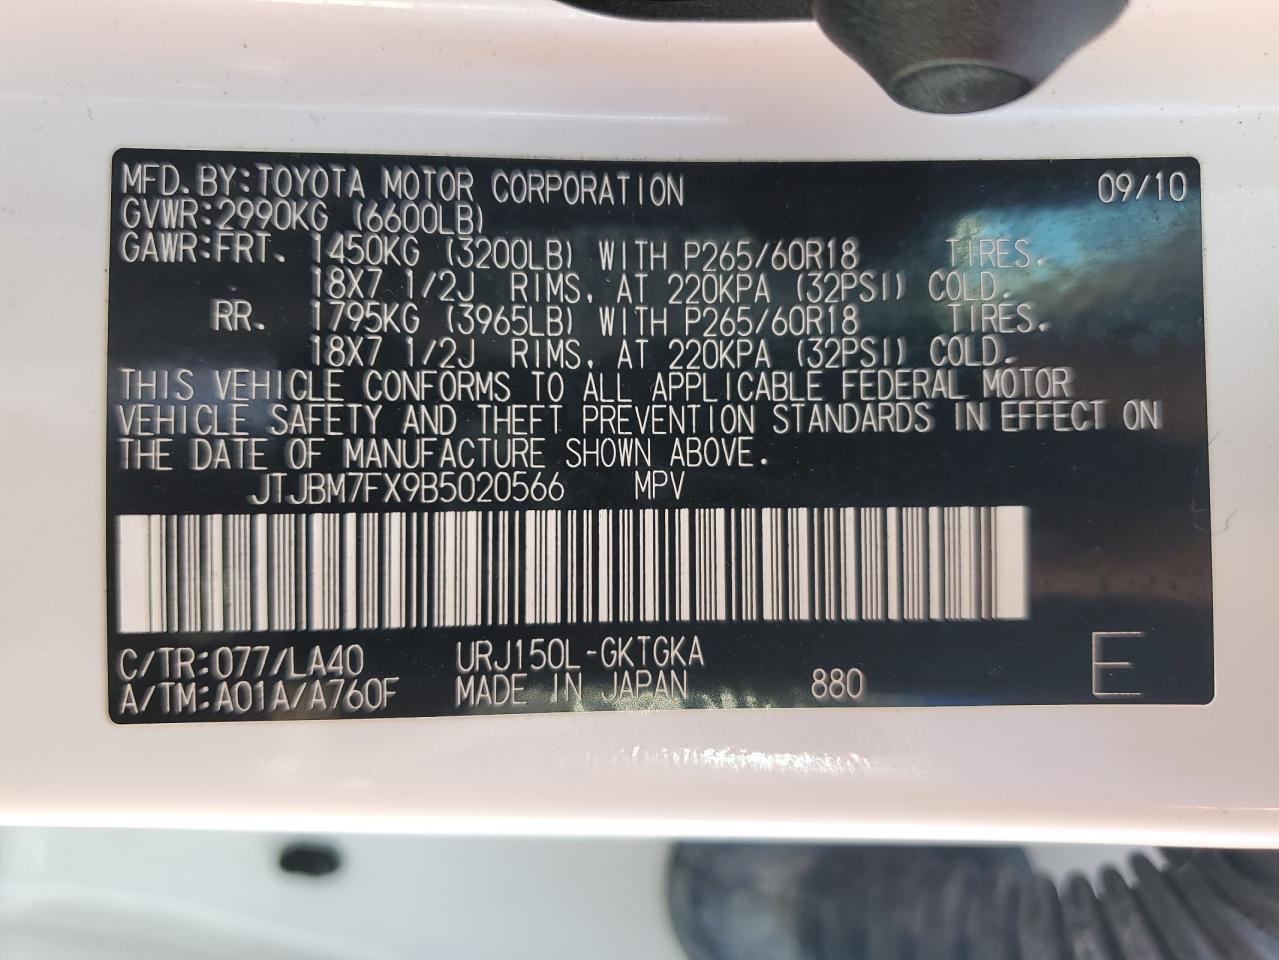 MFD.BY:TOYOTA MOTOR CORPORATION 09/10
GVWR:2990KG (6600LB)
GAWR:FRT. 1450KG (3200LB) WITH P265/60R18 TIRES.
18X7 1/2J RIMS, AT 220KPA (32PSI) COLD.
RR. 1795KG (3965LB) WITH P265/60R18 TIRES.
18X7 1/2J RIMS, AT 220KPA (32PSI) COLD.
THIS VEHICLE CONFORMS TO ALL APPLICABLE FEDERAL MOTOR
VEHICLE SAFETY AND THEFT PREVENTION STANDARDS IN EFFECT ON
THE DATE OF MANUFACTURE SHOWN ABOVE.
JTJBM7FX9B5020566 MPV
C/TR:077/LA40 URJ150L-GKTGKA
A/TM:A01A/A760F MADE IN JAPAN 880 E